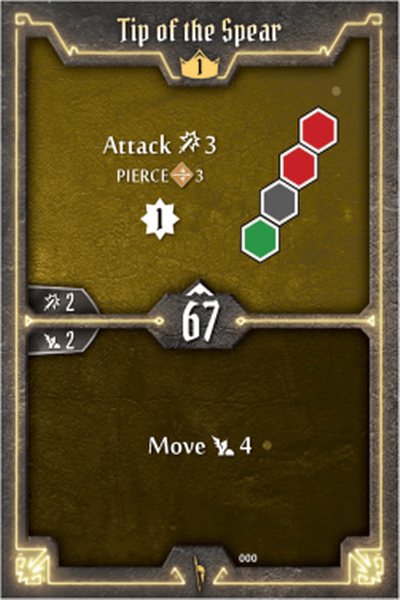 Tip of the Spear
1
Attack 3
PIERCE 3
1
2
67
2
Move 4
000